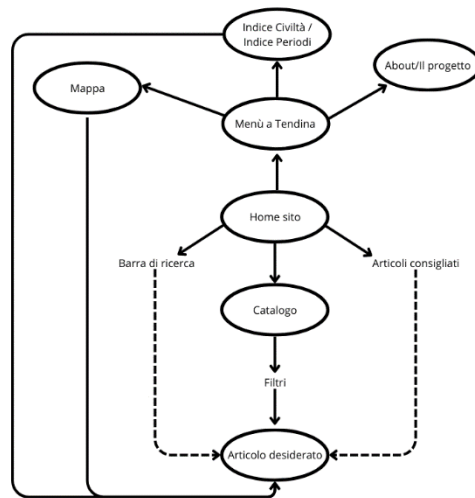 Indice Civiltà /
Indice Periodi
About/Il progetto
Mappa
Menù a Tendina
Home sito
Barra di ricerca
Articoli consigliati
Catalogo
Filtri
Articolo desiderato